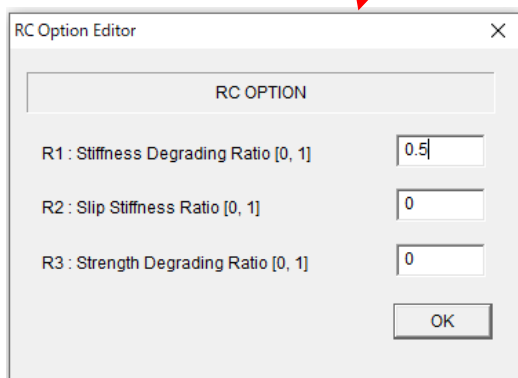 RC Option Editor
RC OPTION
R1 : Stiffness Degrading Ratio [0, 1] 0.5
R2 : Slip Stiffness Ratio [0, 1] 0
R3 : Strength Degrading Ratio [0, 1] 0
OK